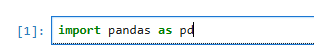 [1]: import pandas as pd